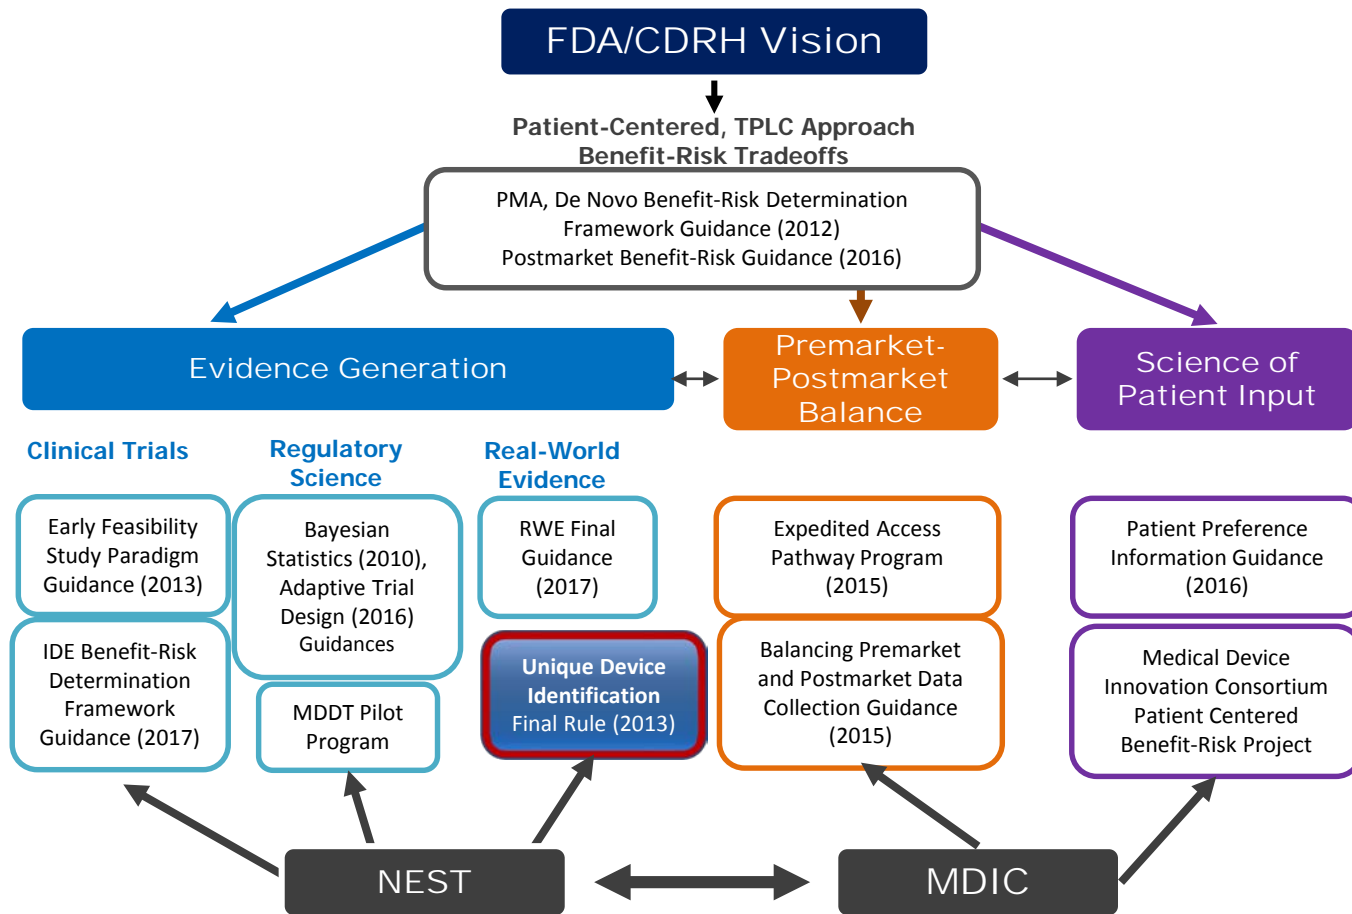 FDA/CDRH Vision
Patient-Centered, TPLC Approach
Benefit-Risk Tradeoffs
PMA, De Novo Benefit-Risk Determination
Framework Guidance (2012)
Postmarket Benefit-Risk Guidance (2016)
Evidence Generation
Premarket-
Postmarket
Balance
Science of
Patient Input
Clinical Trials
Regulatory
Science
Real-World
Evidence
Early Feasibility
Study Paradigm
Guidance (2013)
IDE Benefit-Risk
Determination
Framework
Guidance (2017)
Bayesian
Statistics (2010),
Adaptive Trial
Design (2016)
Guidances
MDDT Pilot
Program
RWE Final
Guidance
(2017)
Unique Device
Identification
Final Rule (2013)
Expedited Access
Pathway Program
(2015)
Balancing Premarket
and Postmarket Data
Collection Guidance
(2015)
Patient Preference
Information Guidance
(2016)
Medical Device
Innovation Consortium
Patient Centered
Benefit-Risk Project
NEST
MDIC